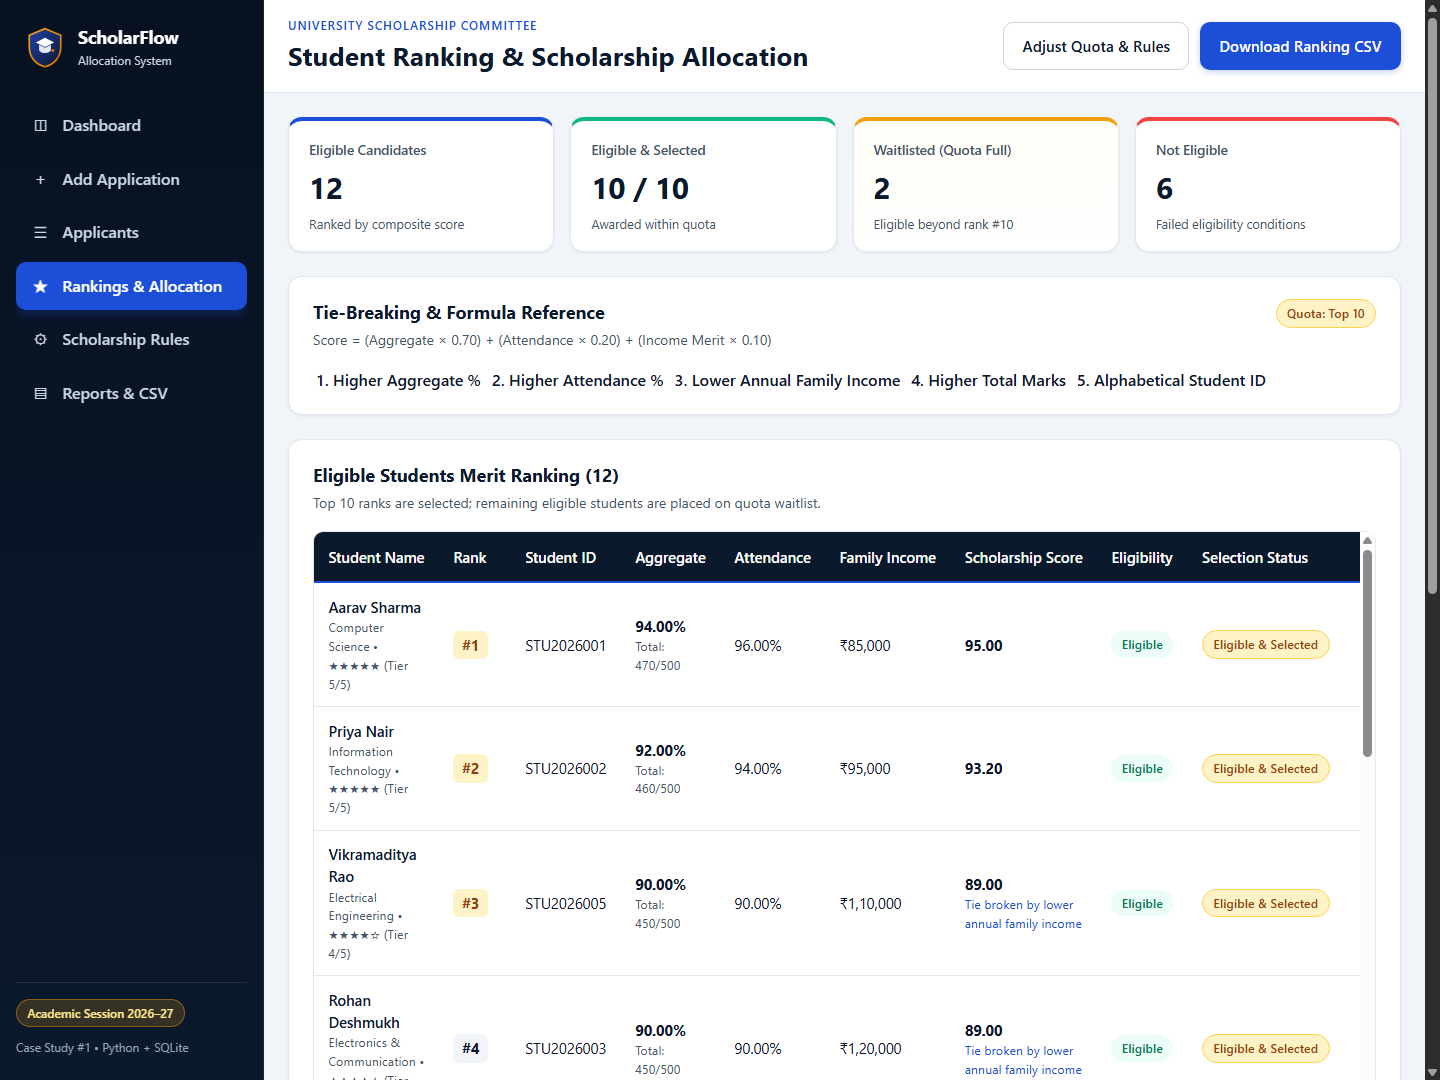 ScholarFlow
Allocation System
Dashboard
+ Add Application
Applicants
★ Rankings & Allocation
Scholarship Rules
Reports & CSV
Academic Session 2026–27
Case Study #1 • Python + SQLite
UNIVERSITY SCHOLARSHIP COMMITTEE
Student Ranking & Scholarship Allocation
Adjust Quota & Rules
Download Ranking CSV
Eligible Candidates
12
Ranked by composite score
Eligible & Selected
10 / 10
Awarded within quota
Waitlisted (Quota Full)
2
Eligible beyond rank #10
Not Eligible
6
Failed eligibility conditions
Tie-Breaking & Formula Reference
Quota: Top 10
Score = (Aggregate × 0.70) + (Attendance × 0.20) + (Income Merit × 0.10)
1. Higher Aggregate % 2. Higher Attendance % 3. Lower Annual Family Income 4. Higher Total Marks 5. Alphabetical Student ID
Eligible Students Merit Ranking (12)
Top 10 ranks are selected; remaining eligible students are placed on quota waitlist.
Student Name Rank Student ID Aggregate Attendance Family Income Scholarship Score Eligibility Selection Status
Aarav Sharma
Computer
Science •
★★★★★ (Tier
5/5)
#1
STU2026001
94.00%
Total:
470/500
96.00%
₹85,000
95.00
Eligible
Eligible & Selected
Priya Nair
Information
Technology •
★★★★★ (Tier
5/5)
#2
STU2026002
92.00%
Total:
460/500
94.00%
₹95,000
93.20
Eligible
Eligible & Selected
Vikramaditya
Rao
Electrical
Engineering •
★★★★☆ (Tier
4/5)
#3
STU2026005
90.00%
Total:
450/500
90.00%
₹1,10,000
89.00
Tie broken by lower
annual family income
Eligible
Eligible & Selected
Rohan
Deshmukh
Electronics &
Communication •
#4
STU2026003
90.00%
Total:
450/500
90.00%
₹1,20,000
89.00
Tie broken by lower
annual family income
Eligible
Eligible & Selected